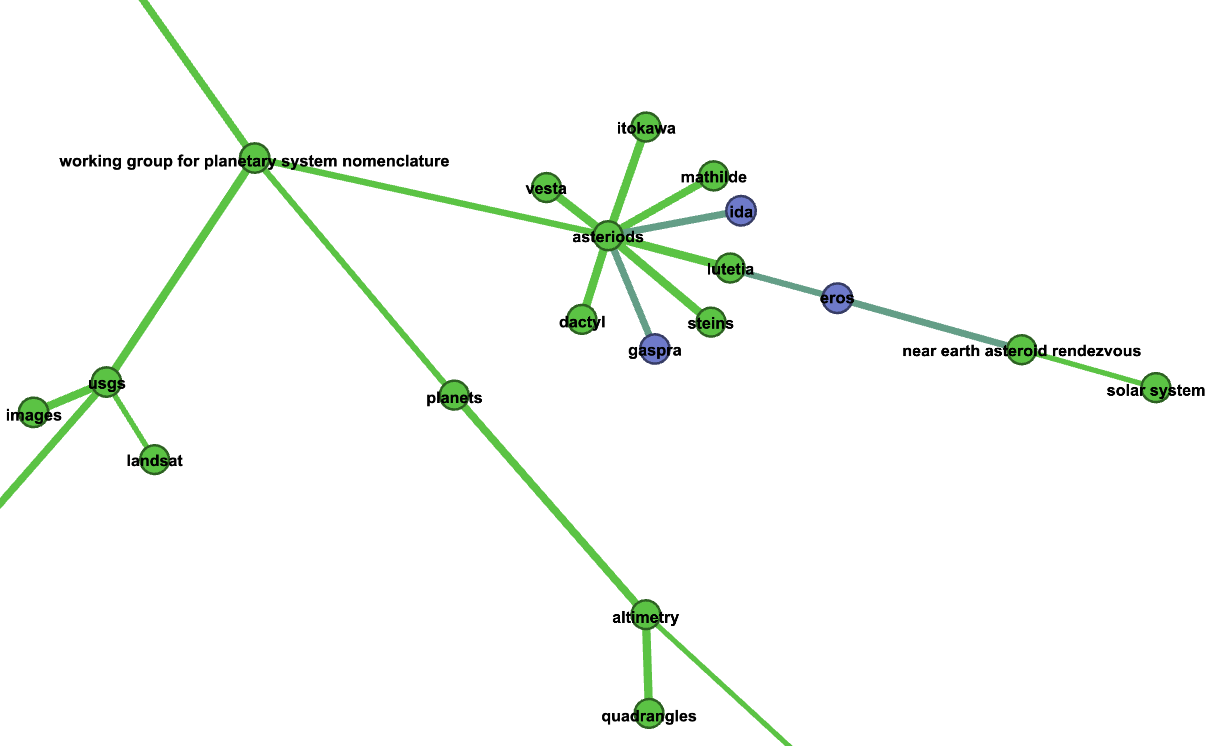 itokawa
working group for planetary system nomenclature
mathilde
vesta
ida
asteriods
lutetia
eros
dactyl
steins
gaspra
near earth asteroid rendezvous
usgs
solar system
planets
images
landsat
altimetry
quadrangles